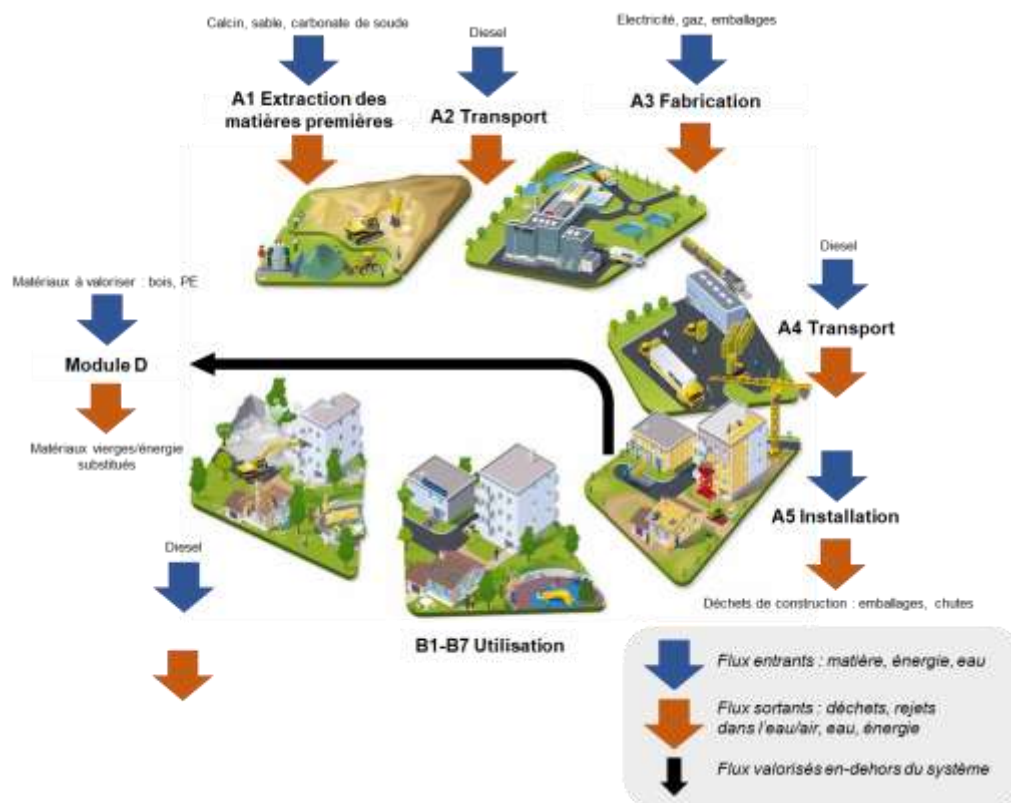 Calcin, sable, carbonate de soude
Diesel
Electricité, gaz, emballages
A1 Extraction des
matières premières
A2 Transport
A3 Fabrication
Diesel
Matériaux à valoriser : bois, PE
A4 Transport
Module D
Matériaux vierges/énergie
substitués
A5 Installation
Diesel
Déchets de construction : emballages, chutes
B1-B7 Utilisation
Flux entrants : matière, énergie, eau
Flux sortants : déchets, rejets
dans l'eau/air, eau, énergie
Flux valorisés en-dehors du système